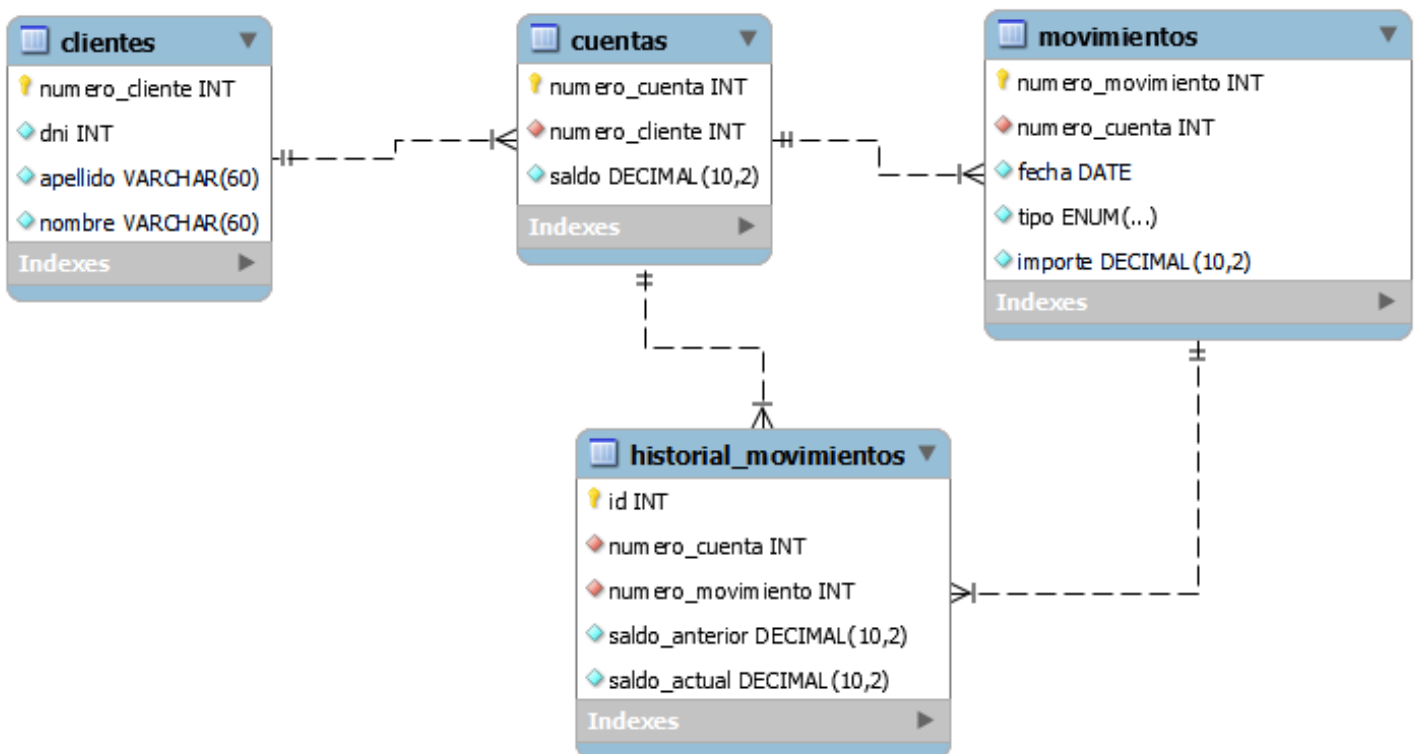 clientes
numero_cliente INT
dni INT
apellido VARCHAR(60)
nombre VARCHAR(60)
Indexes
cuentas
numero_cuenta INT
numero_cliente INT
saldo DECIMAL(10,2)
Indexes
movimientos
numero_movimiento INT
numero_cuenta INT
fecha DATE
tipo ENUM(...)
importe DECIMAL(10,2)
Indexes
historial_movimientos
id INT
numero_cuenta INT
numero_movimiento INT
saldo_anterior DECIMAL(10,2)
saldo_actual DECIMAL(10,2)
Indexes